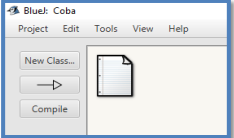 BlueJ: Coba
Project Edit Tools View Help
New Class...
Compile